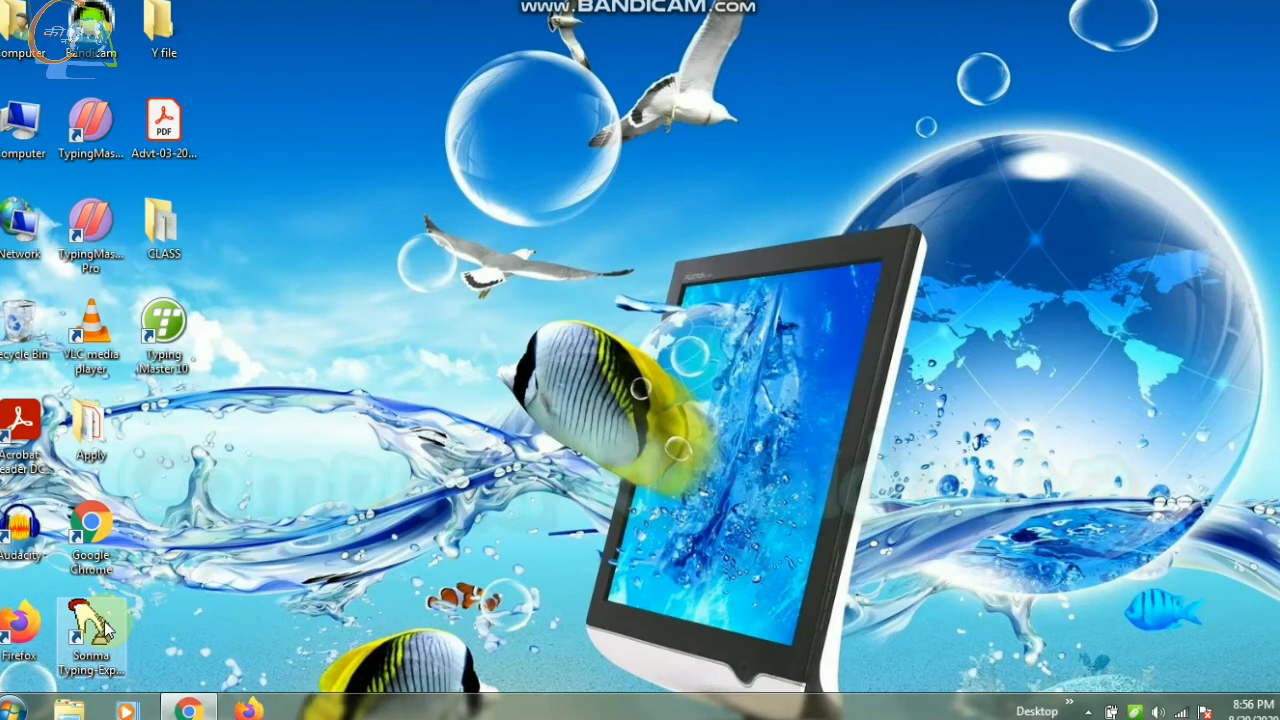 www.BANDICAM.com
omputer
Bandicam
Y file
PDF
omputer
TypingMas...
Advt-03-20...
Network
TypingMas...
Pro
CLASS
ecycle Bin
VLC media
player
Typing
Master 10
Acrobat
eader DC
Apply
Audacity
Google
Chrome
Firefox
Sonma
Typing-Exp...
Desktop
8:56 PM